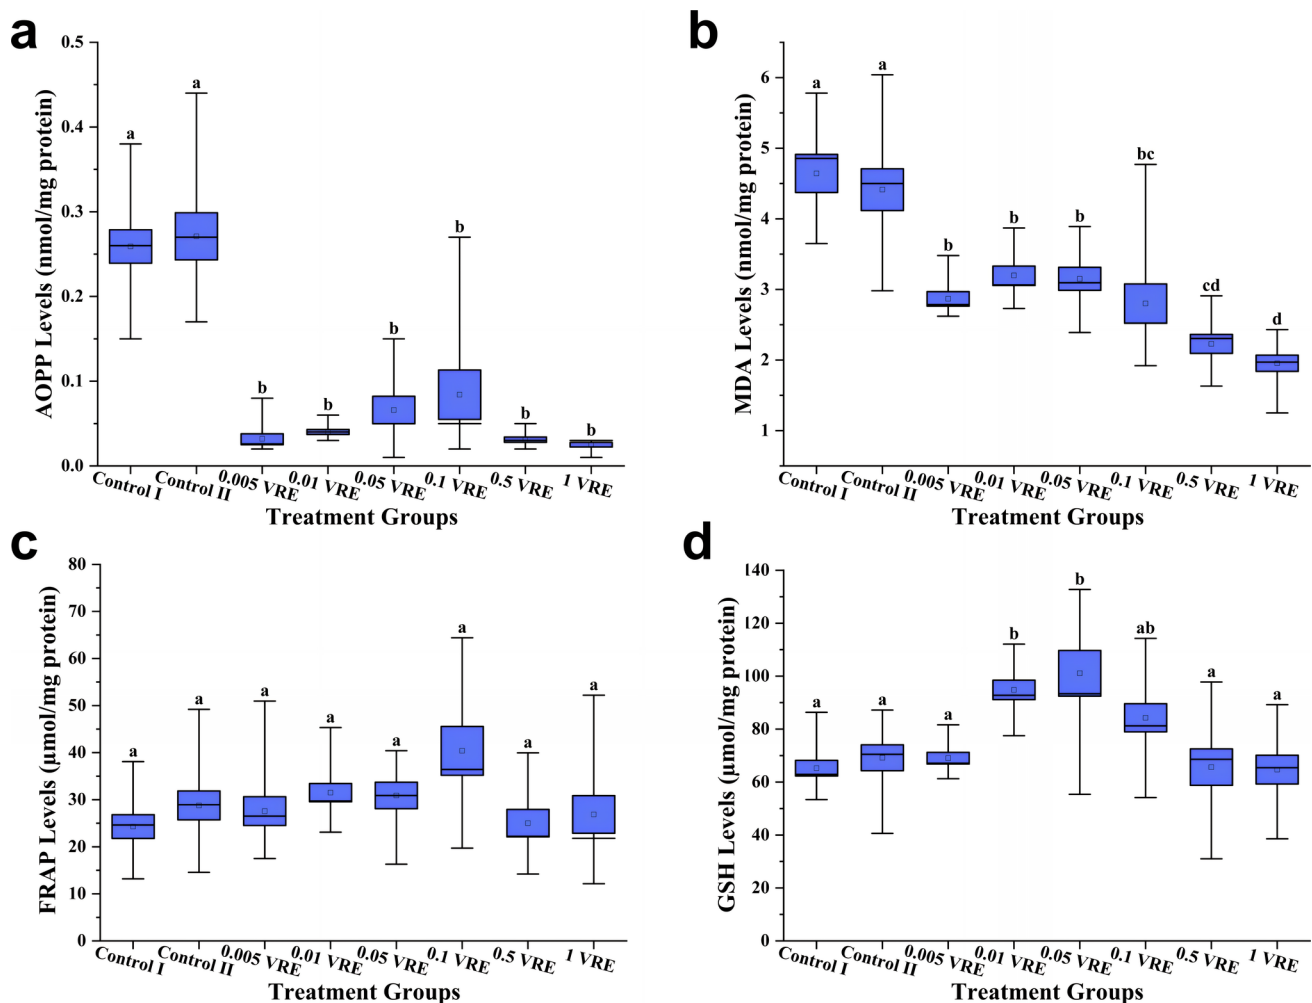 a
AOPP Levels (nmol/mg protein)
0.5
0.4
0.3
0.2
0.1
0.0
a
a
b
b
b
b
b
b
Control I
Control II
0.005 VRE
0.01 VRE
0.05 VRE
0.1 VRE
0.5 VRE
1 VRE
Treatment Groups
b
MDA Levels (nmol/mg protein)
6
5
4
3
2
1
a
a
b
b
b
bc
cd
d
Control I
Control II
0.005 VRE
0.01 VRE
0.05 VRE
0.1 VRE
0.5 VRE
1 VRE
Treatment Groups
c
FRAP Levels (μmol/mg protein)
80
70
60
50
40
30
20
10
0
a
a
a
a
a
a
a
a
Control I
Control II
0.005 VRE
0.01 VRE
0.05 VRE
0.1 VRE
0.5 VRE
1 VRE
Treatment Groups
d
GSH Levels (μmol/mg protein)
140
120
100
80
60
40
20
0
a
a
a
b
b
ab
a
a
Control I
Control II
0.005 VRE
0.01 VRE
0.05 VRE
0.1 VRE
0.5 VRE
1 VRE
Treatment Groups